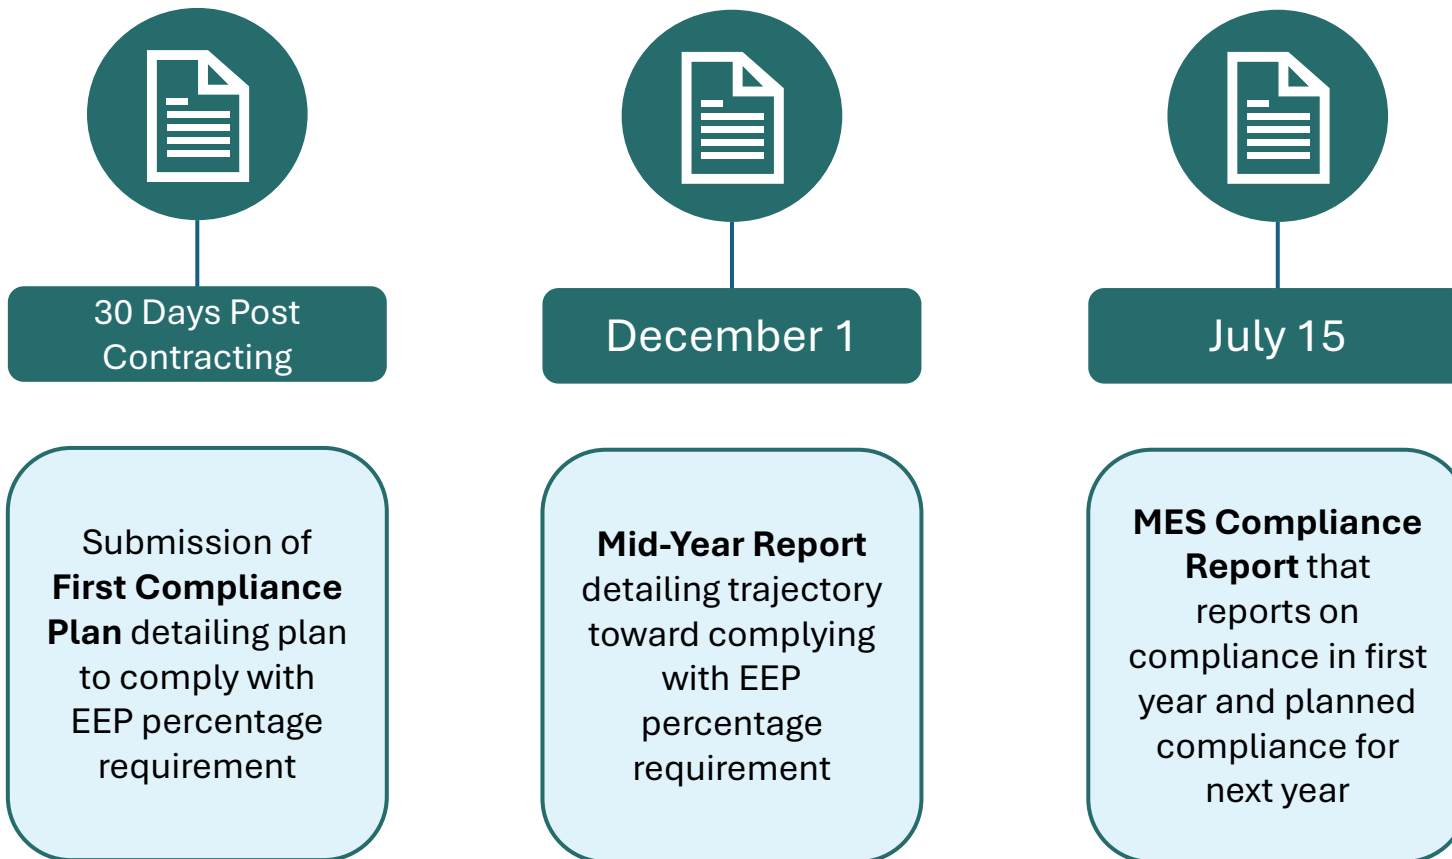 30 Days Post
Contracting
December 1
July 15
Submission of
First Compliance
Plan detailing plan
to comply with
EEP percentage
requirement
Mid-Year Report
detailing trajectory
toward complying
with EEP
percentage
requirement
MES Compliance
Report that
reports on
compliance in first
year and planned
compliance for
next year